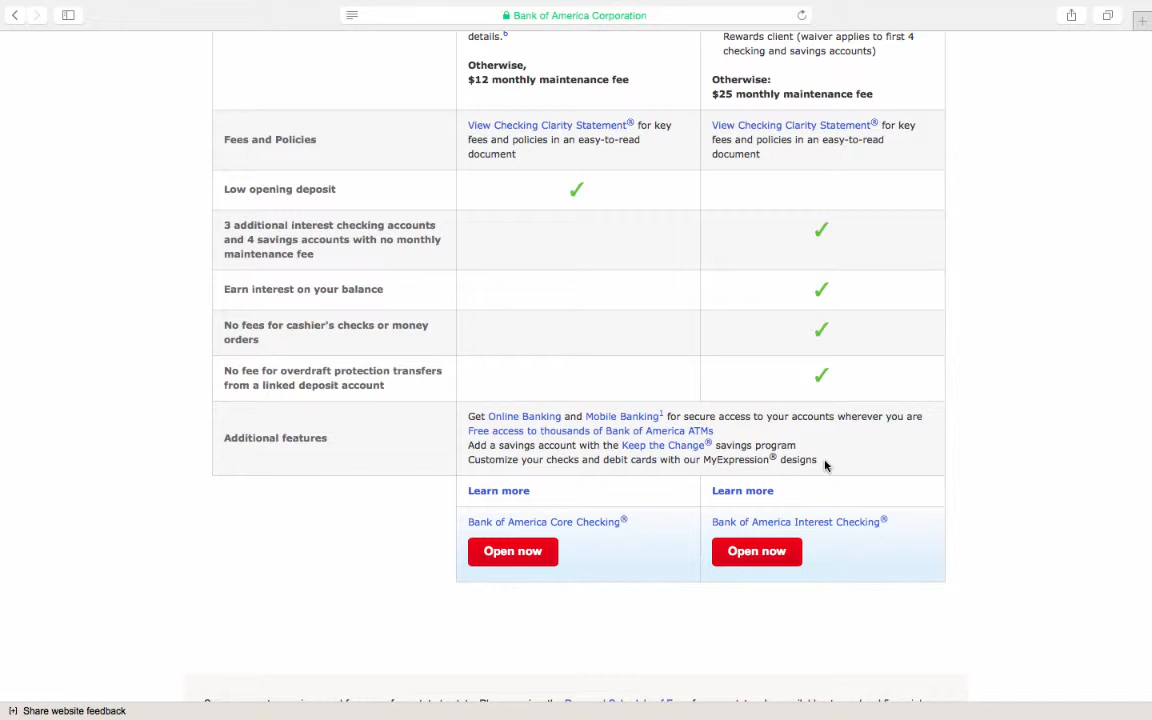 Bank of America Corporation
details.6
Otherwise,
$12 monthly maintenance fee
Rewards client (waiver applies to first 4
checking and savings accounts)
Otherwise:
$25 monthly maintenance fee
Fees and Policies
View Checking Clarity Statement® for key
fees and policies in an easy-to-read
document
View Checking Clarity Statement® for key
fees and policies in an easy-to-read
document
Low opening deposit
✓
3 additional interest checking accounts
and 4 savings accounts with no monthly
maintenance fee
✓
Earn interest on your balance
✓
No fees for cashier's checks or money
orders
✓
No fee for overdraft protection transfers
from a linked deposit account
✓
Additional features
Get Online Banking and Mobile Banking1 for secure access to your accounts wherever you are
Free access to thousands of Bank of America ATMs
Add a savings account with the Keep the Change® savings program
Customize your checks and debit cards with our MyExpression® designs
Learn more
Learn more
Bank of America Core Checking®
Bank of America Interest Checking®
Open now
Open now
[+] Share website feedback